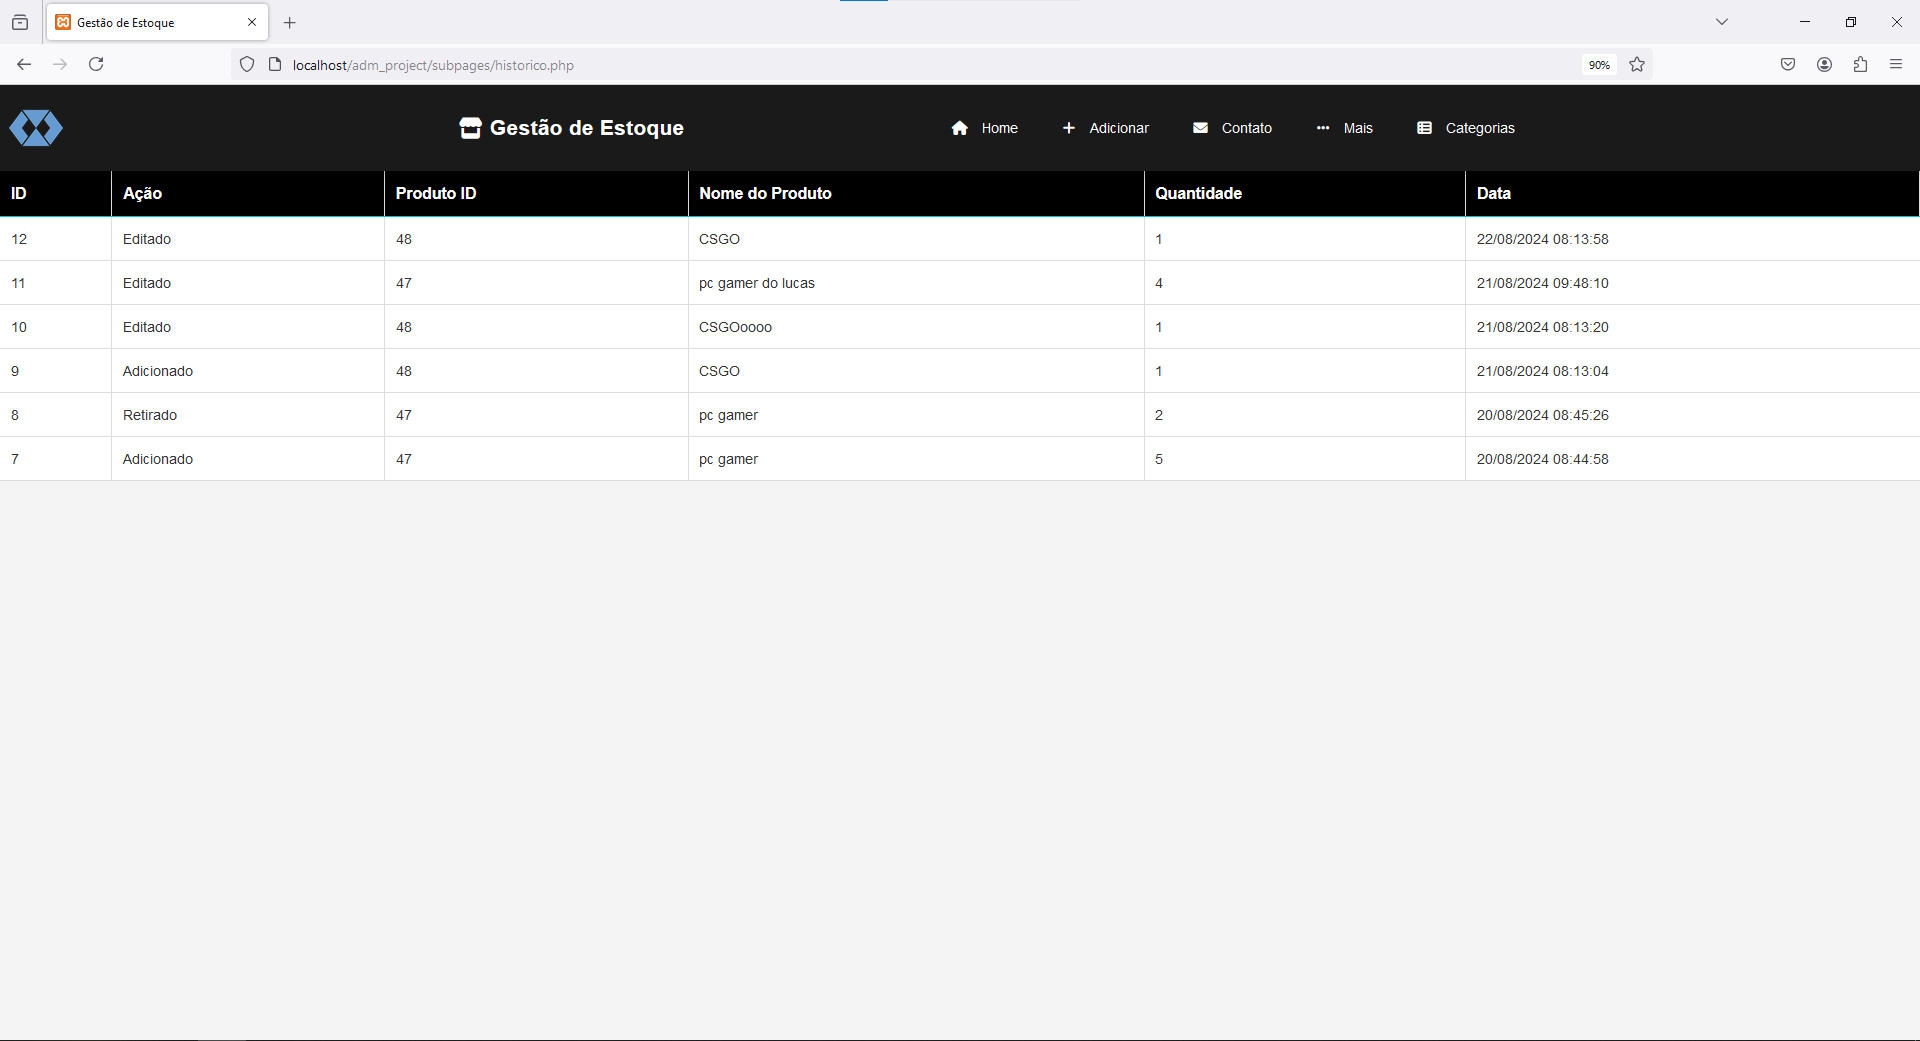 Gestão de Estoque
localhost/adm_project/subpages/historico.php 90%
Gestão de Estoque Home Adicionar Contato Mais Categorias
ID Ação Produto ID Nome do Produto Quantidade Data
12 Editado 48 CSGO 1 22/08/2024 08:13:58
11 Editado 47 pc gamer do lucas 4 21/08/2024 09:48:10
10 Editado 48 CSGOoooo 1 21/08/2024 08:13:20
9 Adicionado 48 CSGO 1 21/08/2024 08:13:04
8 Retirado 47 pc gamer 2 20/08/2024 08:45:26
7 Adicionado 47 pc gamer 5 20/08/2024 08:44:58